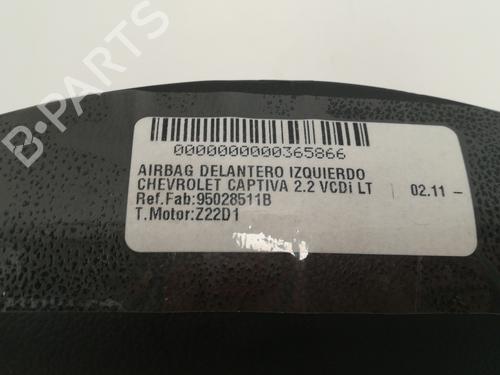 B-PARTS
0000000000365866
AIRBAG DELANTERO IZQUIERDO
CHEVROLET CAPTIVA 2.2 VCDi LT
02.11 -
Ref.Fab:95028511B
T.Motor:Z22D1